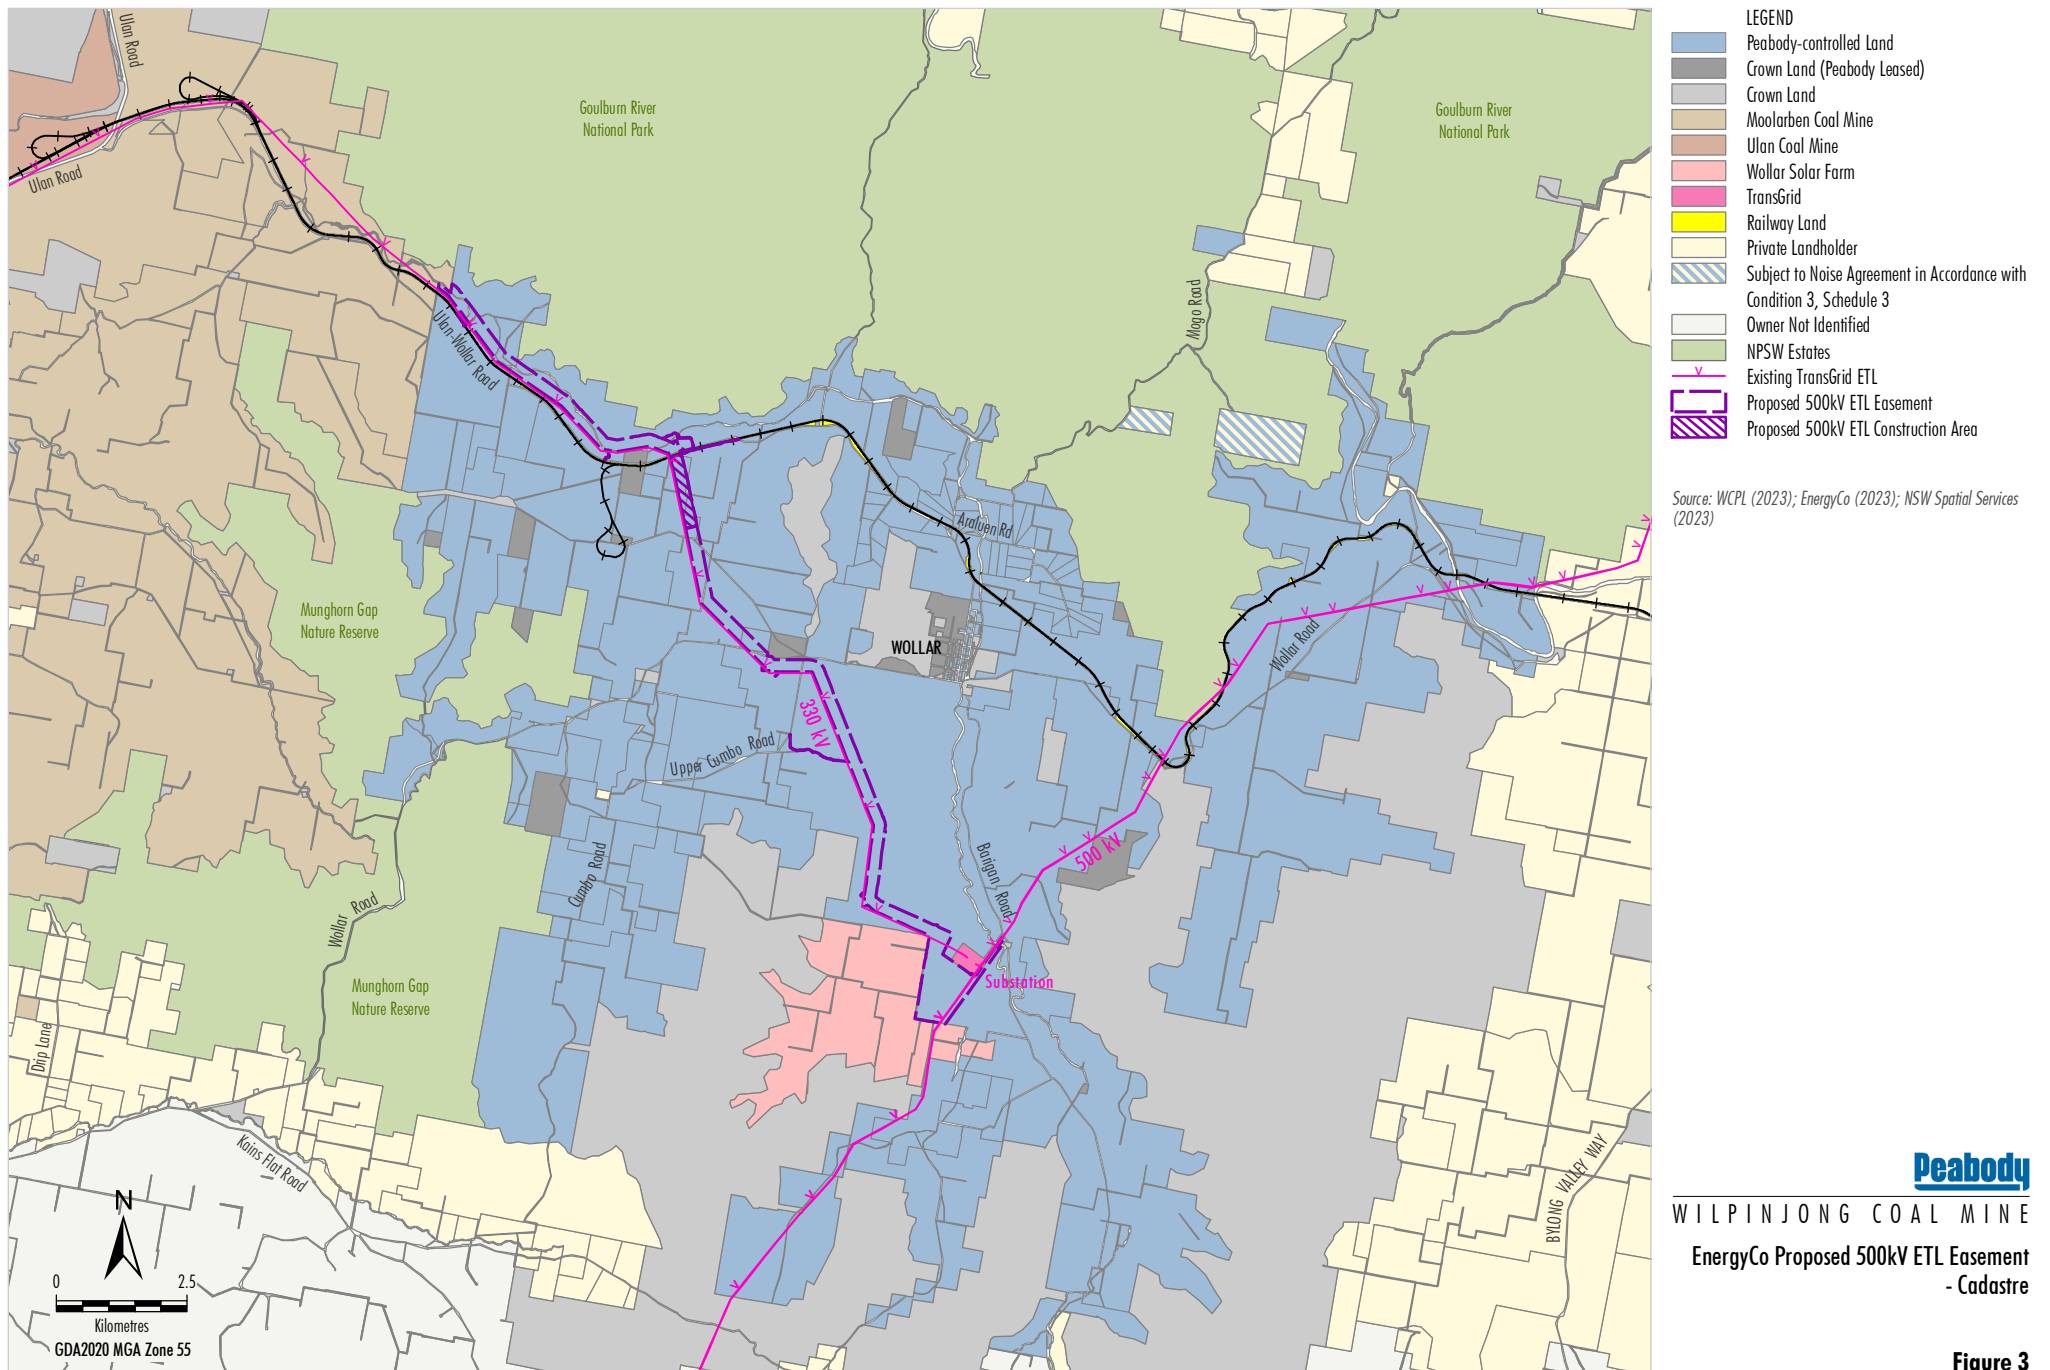 Ulan Road
Ulan Road
Goulburn River
National Park
Goulburn River
National Park
Mogo Road
Ulan-Wollar Road
Araluen Rd
Munghorn Gap
Nature Reserve
WOLLAR
Wollar Road
330 kV
Upper Cumbo Road
Cumbo Road
Barigan Road
500 kV
Wollar Road
Substation
Munghorn Gap
Nature Reserve
Drip Lane
Kains Flat Road
BYLONG VALLEY WAY
N
0 2.5
Kilometres
GDA2020 MGA Zone 55
LEGEND
Peabody-controlled Land
Crown Land (Peabody Leased)
Crown Land
Moolarben Coal Mine
Ulan Coal Mine
Wollar Solar Farm
TransGrid
Railway Land
Private Landholder
Subject to Noise Agreement in Accordance with
Condition 3, Schedule 3
Owner Not Identified
NPSW Estates
Existing TransGrid ETL
Proposed 500kV ETL Easement
Proposed 500kV ETL Construction Area
Source: WCPL (2023); EnergyCo (2023); NSW Spatial Services
(2023)
Peabody
WILPINJONG COAL MINE
EnergyCo Proposed 500kV ETL Easement
- Cadastre
Figure 3